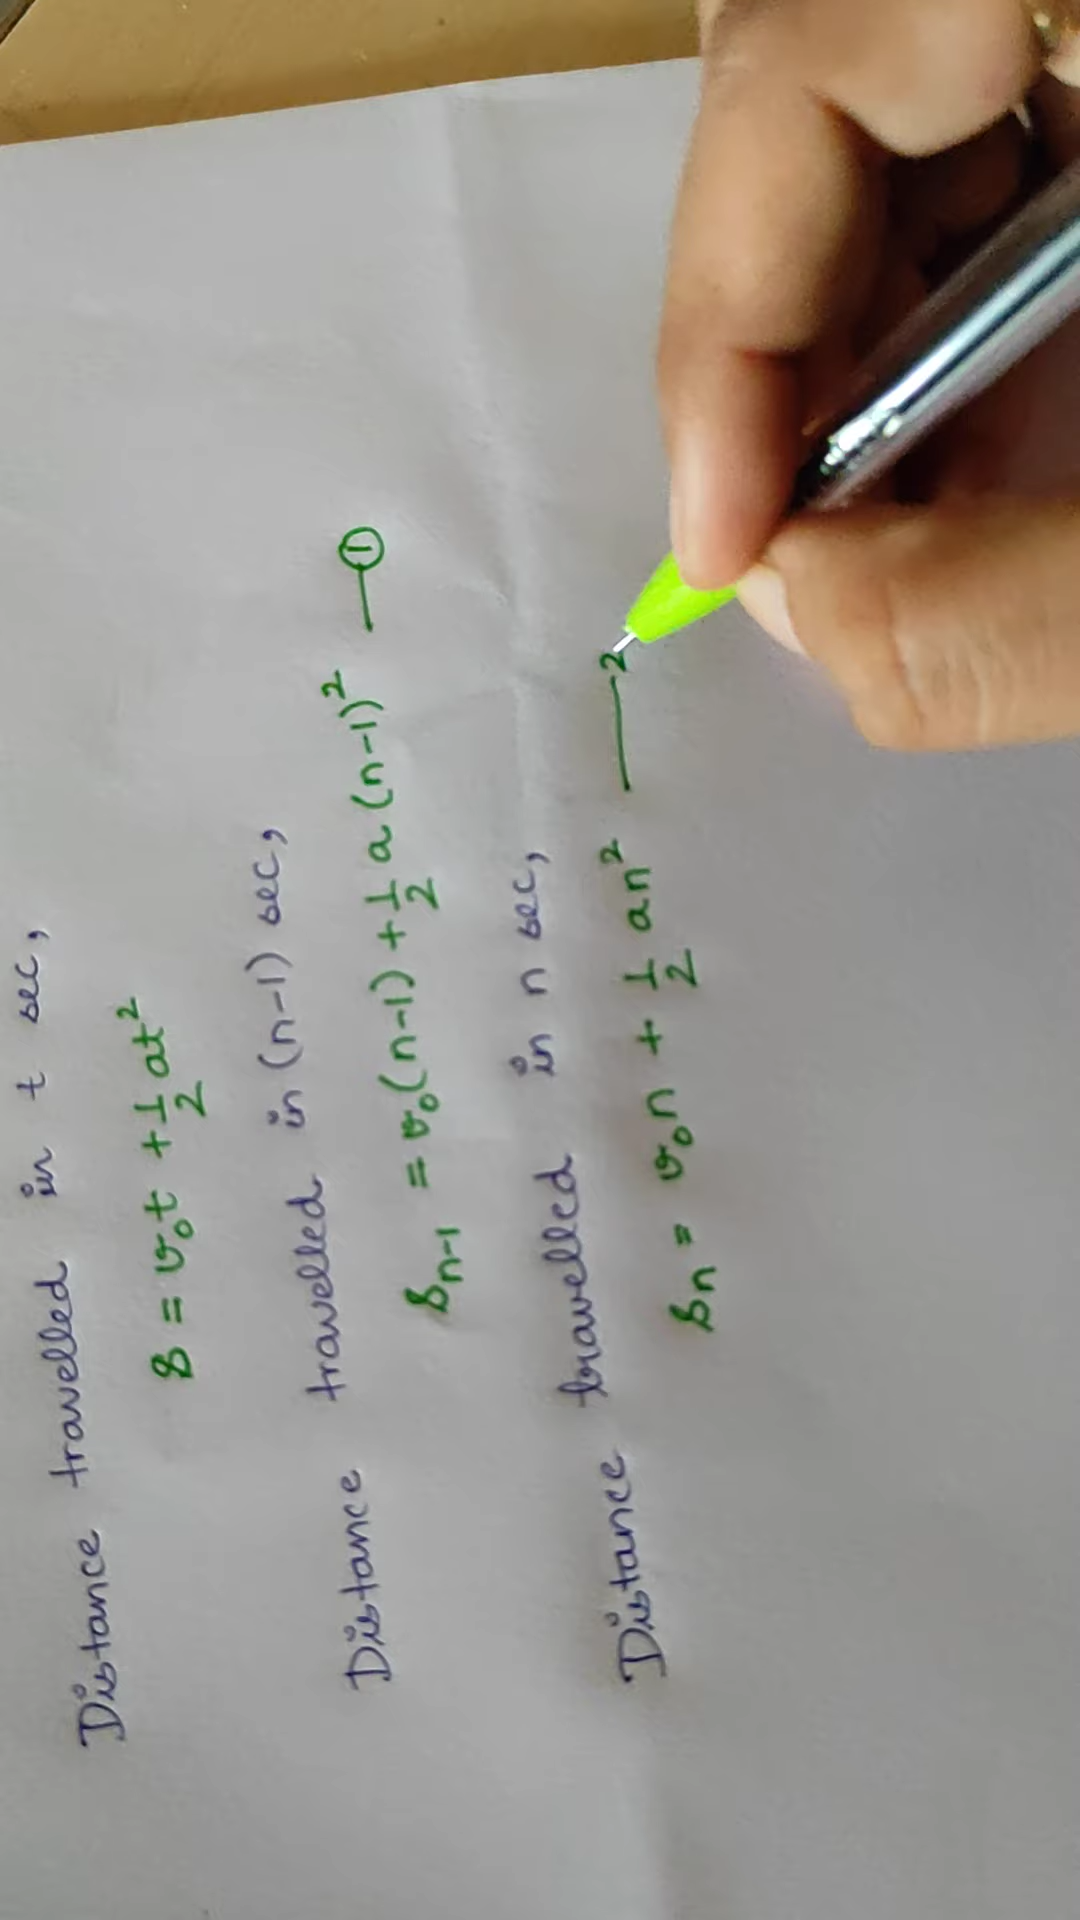 Distance travelled in t sec,
s = v₀t + 1/2 at²
Distance travelled in (n-1) sec,
sₙ₋₁ = v₀(n-1) + 1/2 a (n-1)² — ①
Distance travelled in n sec,
sₙ = v₀n + 1/2 an² — 2